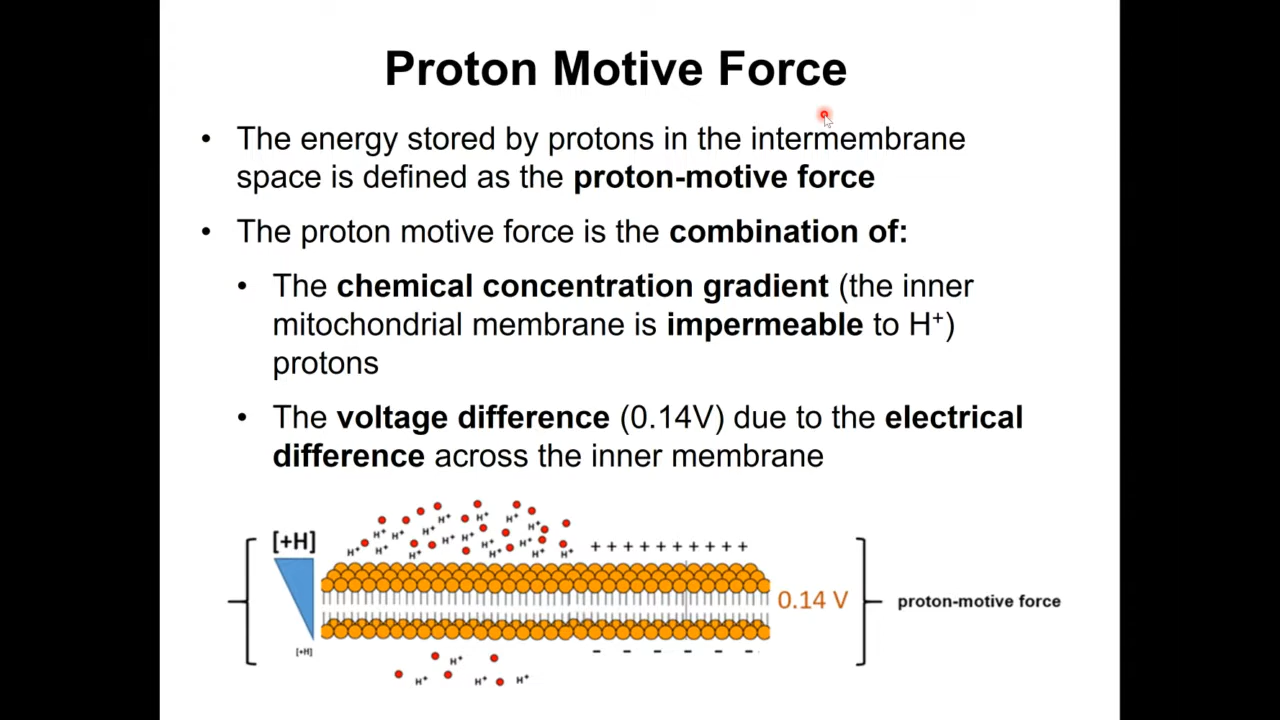 Proton Motive Force
• The energy stored by protons in the intermembrane
space is defined as the proton-motive force
• The proton motive force is the combination of:
• The chemical concentration gradient (the inner
mitochondrial membrane is impermeable to H⁺)
protons
• The voltage difference (0.14V) due to the electrical
difference across the inner membrane
[+H]
H⁺ H⁺ H⁺ H⁺ H⁺ H⁺ H⁺ H⁺ H⁺ H⁺ H⁺ H⁺ H⁺ H⁺ H⁺ H⁺
+ + + + + + + + + +
0.14 V
proton-motive force
[+H]
- - - - - -
H⁺ H⁺ H⁺ H⁺